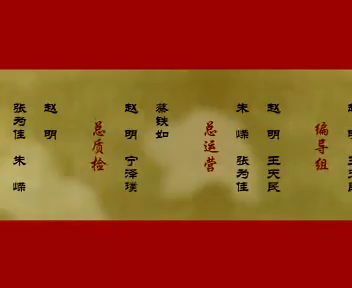 编导组
赵明 王天民
朱嵘 张为佳
总运营
蔡铁如
赵明 宁泽璞
总质检
赵明
张为佳 朱嵘